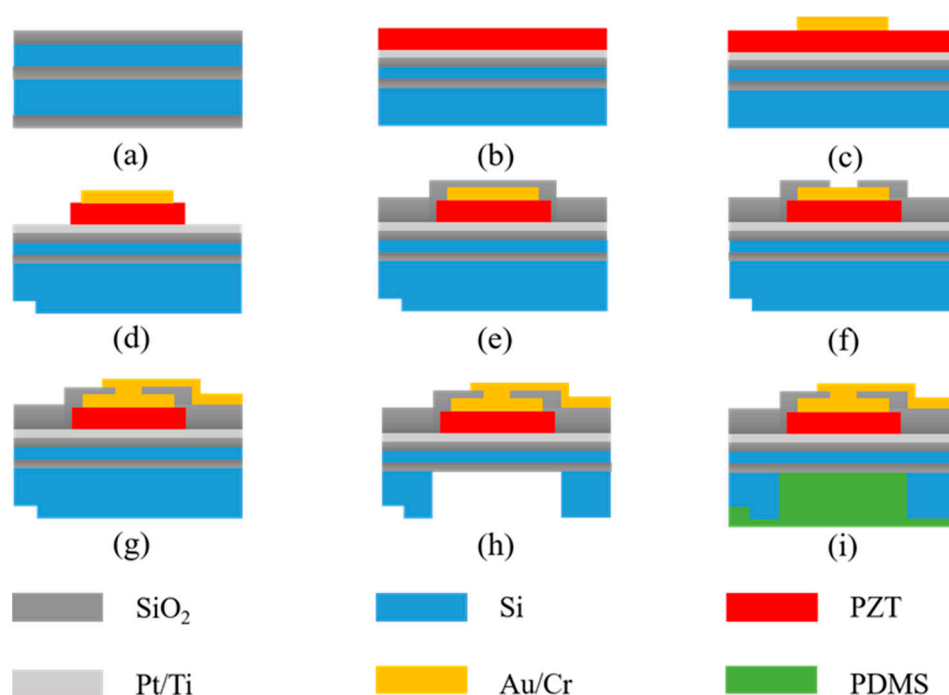 (a)
(b)
(c)
(d)
(e)
(f)
(g)
(h)
(i)
SiO₂
Si
PZT
Pt/Ti
Au/Cr
PDMS